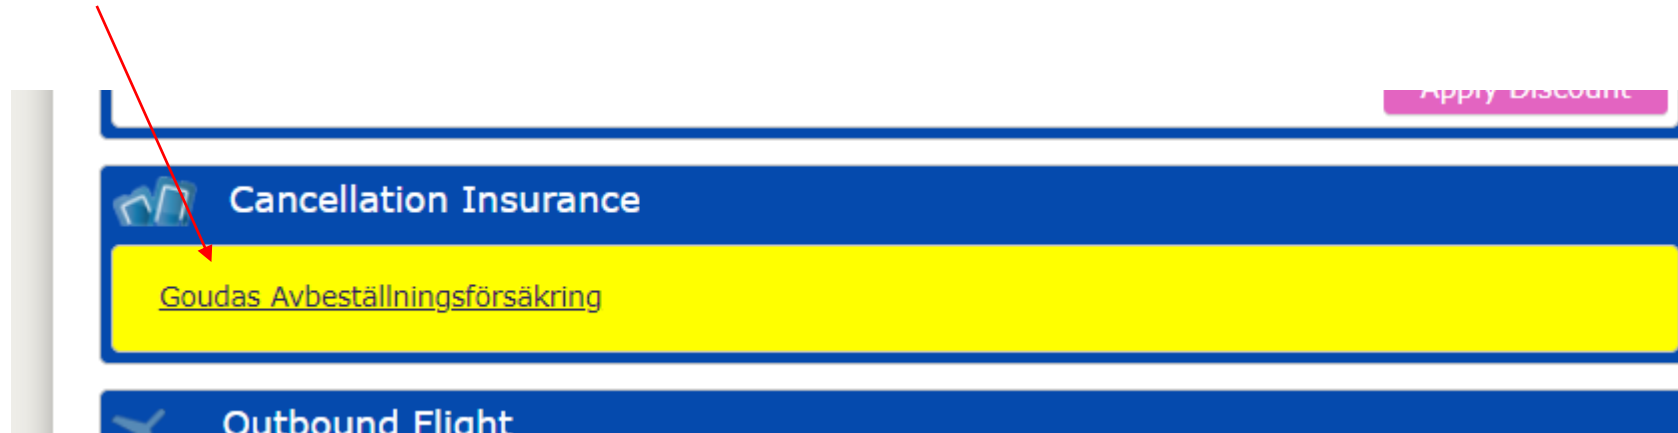 Apply Discount
Cancellation Insurance
Goudas Avbeställningsförsäkring
Outbound Flight